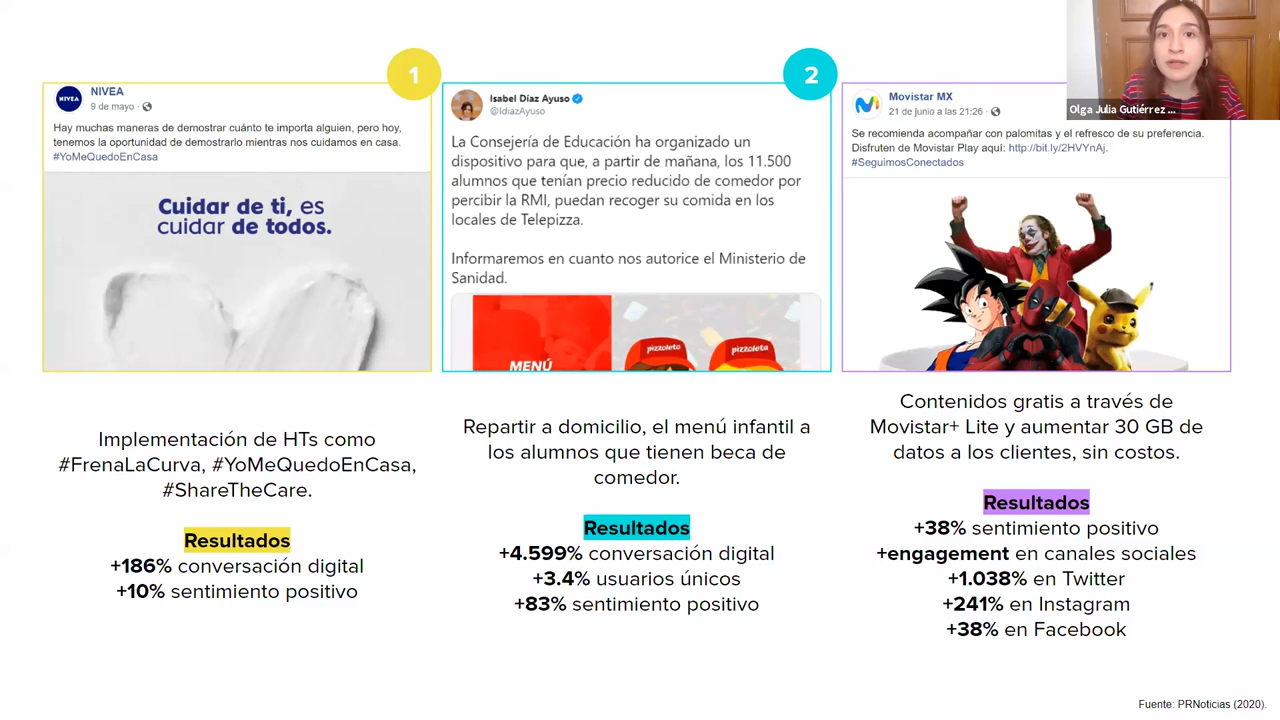 1
NIVEA
NIVEA
9 de mayo ·
Hay muchas maneras de demostrar cuánto te importa alguien, pero hoy,
tenemos la oportunidad de demostrarlo mientras nos cuidamos en casa.
#YoMeQuedoEnCasa
Cuidar de ti, es
cuidar de todos.
Implementación de HTs como
#FrenaLaCurva, #YoMeQuedoEnCasa,
#ShareTheCare.
Resultados
+186% conversación digital
+10% sentimiento positivo
2
Isabel Díaz Ayuso
@IdiazAyuso
La Consejería de Educación ha organizado un
dispositivo para que, a partir de mañana, los 11.500
alumnos que tenían precio reducido de comedor por
percibir la RMI, puedan recoger su comida en los
locales de Telepizza.
Informaremos en cuanto nos autorice el Ministerio de
Sanidad.
MENÚ
pizzoleto
pizzoleta
Repartir a domicilio, el menú infantil a
los alumnos que tienen beca de
comedor.
Resultados
+4.599% conversación digital
+3.4% usuarios únicos
+83% sentimiento positivo
Movistar MX
21 de junio a las 21:26 ·
Se recomienda acompañar con palomitas y el refresco de su preferencia.
Disfruten de Movistar Play aquí: http://bit.ly/2HVYnAj.
#SeguimosConectados
Contenidos gratis a través de
Movistar+ Lite y aumentar 30 GB de
datos a los clientes, sin costos.
Resultados
+38% sentimiento positivo
+engagement en canales sociales
+1.038% en Twitter
+241% en Instagram
+38% en Facebook
Olga Julia Gutiérrez ...
Fuente: PRNoticias (2020).